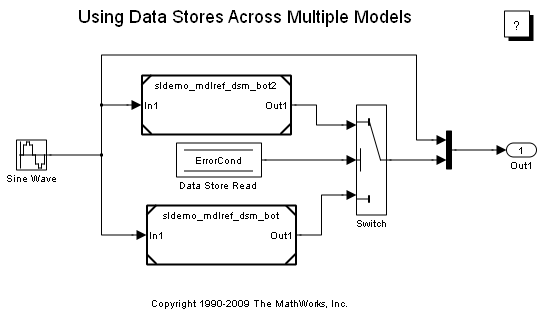 Using Data Stores Across Multiple Models
?
sldemo_mdlref_dsm_bot2
In1 Out1
ErrorCond
Data Store Read
Sine Wave
1
Out1
sldemo_mdlref_dsm_bot
In1 Out1
Switch
Copyright 1990-2009 The MathWorks, Inc.